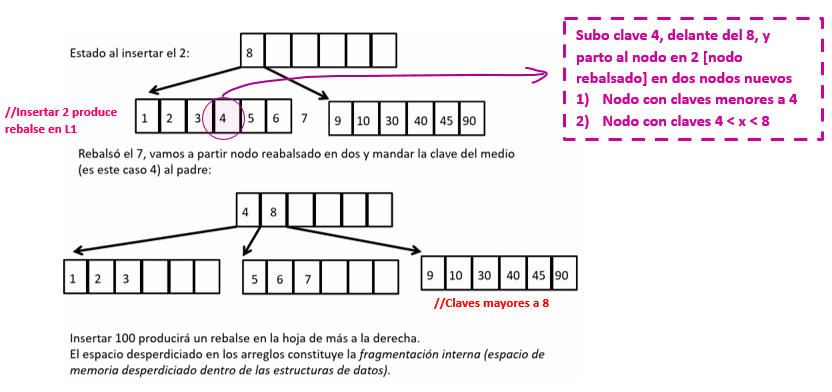 Estado al insertar el 2:
8
Subo clave 4, delante del 8, y
parto al nodo en 2 [nodo
rebalsado] en dos nodos nuevos
1) Nodo con claves menores a 4
2) Nodo con claves 4 < x < 8
//Insertar 2 produce
rebalse en L1
1 2 3 4 5 6 7 9 10 30 40 45 90
Rebalsó el 7, vamos a partir nodo reabalsado en dos y mandar la clave del medio
(es este caso 4) al padre:
4 8
1 2 3 5 6 7 9 10 30 40 45 90
//Claves mayores a 8
Insertar 100 producirá un rebalse en la hoja de más a la derecha.
El espacio desperdiciado en los arreglos constituye la fragmentación interna (espacio de
memoria desperdiciado dentro de las estructuras de datos).